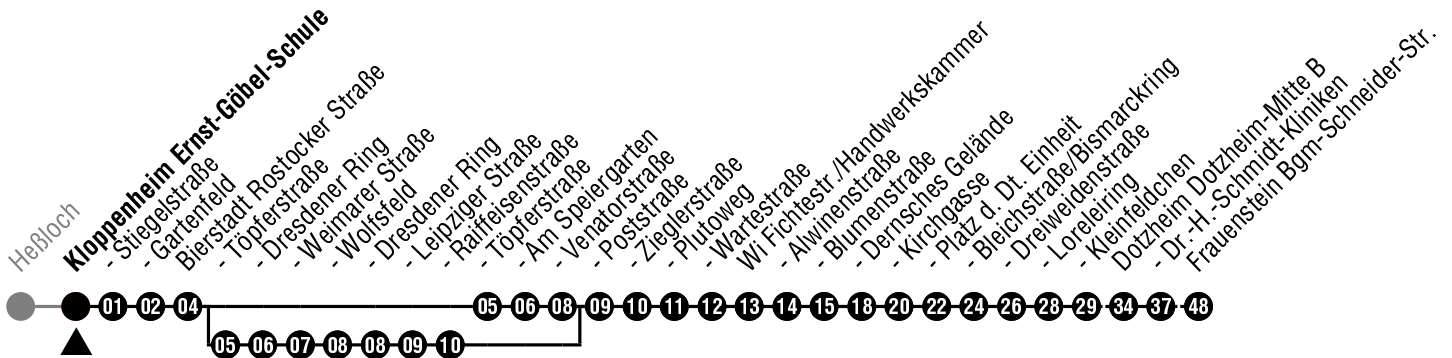 Heßloch
Kloppenheim Ernst-Göbel-Schule
- Stiegelstraße
- Gartenfeld
Bierstadt Rostocker Straße
- Töpferstraße
- Dresdener Ring
- Weimarer Straße
- Wolfsfeld
- Dresdener Ring
- Leipziger Straße
- Raiffeisenstraße
- Töpferstraße
- Am Speiergarten
- Venatorstraße
- Poststraße
- Zieglerstraße
- Plutoweg
- Wartestraße
Wi Fichtestr./Handwerkskammer
- Alwinenstraße
- Blumenstraße
- Dernsches Gelände
- Kirchgasse
- Platz d. Dt. Einheit
- Bleichstraße/Bismarckring
- Dreiweidenstraße
- Loreleiring
- Kleinfeldchen
Dotzheim Dotzheim-Mitte B
- Dr.-H.-Schmidt-Kliniken
Frauenstein Bgm-Schneider-Str.
01 02 04 05 06 08 09 10 11 12 13 14 15 18 20 22 24 26 28 29 34 37 48
05 06 07 08 08 09 10